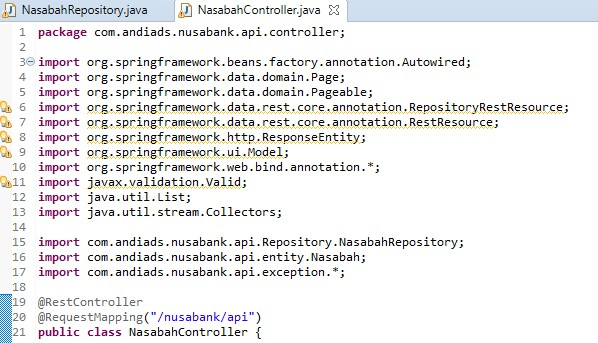 NasabahRepository.java NasabahController.java
1 package com.andiads.nusabank.api.controller;
2
3 import org.springframework.beans.factory.annotation.Autowired;
4 import org.springframework.data.domain.Page;
5 import org.springframework.data.domain.Pageable;
6 import org.springframework.data.rest.core.annotation.RepositoryRestResource;
7 import org.springframework.data.rest.core.annotation.RestResource;
8 import org.springframework.http.ResponseEntity;
9 import org.springframework.ui.Model;
10 import org.springframework.web.bind.annotation.*;
11 import javax.validation.Valid;
12 import java.util.List;
13 import java.util.stream.Collectors;
14
15 import com.andiads.nusabank.api.Repository.NasabahRepository;
16 import com.andiads.nusabank.api.entity.Nasabah;
17 import com.andiads.nusabank.api.exception.*;
18
19 @RestController
20 @RequestMapping("/nusabank/api")
21 public class NasabahController {